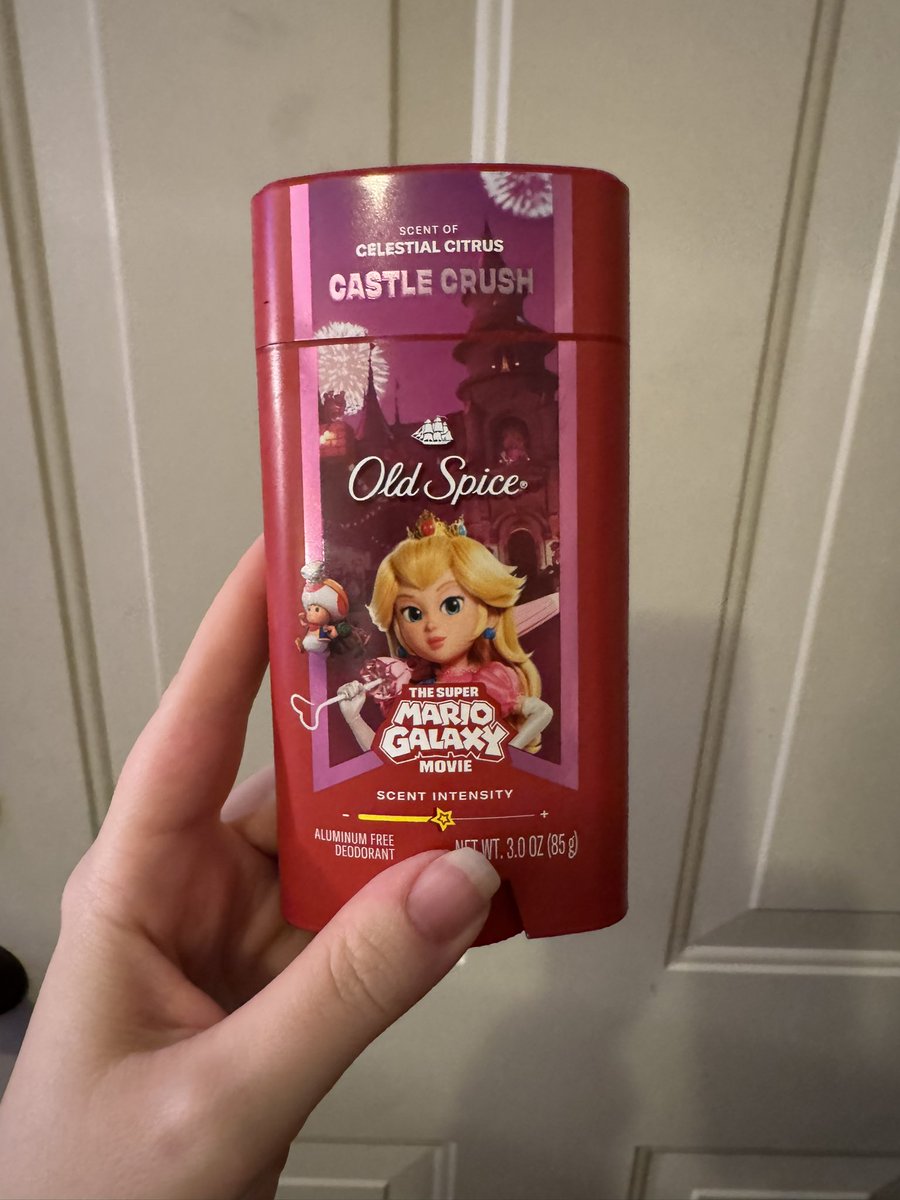 SCENT OF
CELESTIAL CITRUS
CASTLE CRUSH
Old Spice®
THE SUPER
MARIO
GALAXY
MOVIE
SCENT INTENSITY
- +
ALUMINUM FREE
DEODORANT
NET WT. 3.0 OZ (85 g)